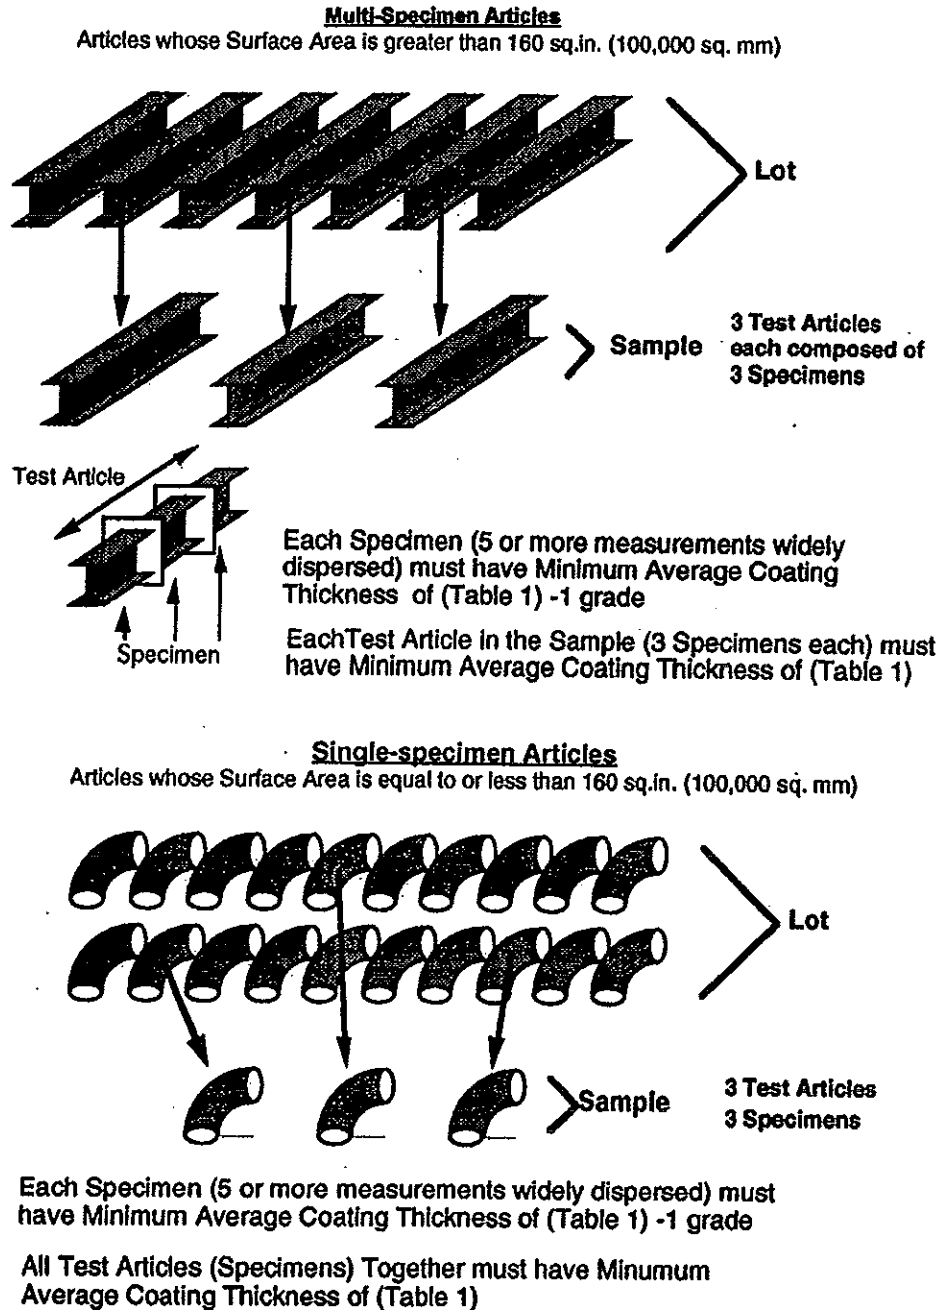 Multi-Specimen Articles
Articles whose Surface Area is greater than 160 sq.in. (100,000 sq. mm)
Lot
Sample
3 Test Articles
each composed of
3 Specimens
Test Article
Specimen
Each Specimen (5 or more measurements widely
dispersed) must have Minimum Average Coating
Thickness of (Table 1) -1 grade
EachTest Article in the Sample (3 Specimens each) must
have Minimum Average Coating Thickness of (Table 1)
Single-specimen Articles
Articles whose Surface Area is equal to or less than 160 sq.in. (100,000 sq. mm)
Lot
Sample
3 Test Articles
3 Specimens
Each Specimen (5 or more measurements widely dispersed) must
have Minimum Average Coating Thickness of (Table 1) -1 grade
All Test Articles (Specimens) Together must have Minumum
Average Coating Thickness of (Table 1)